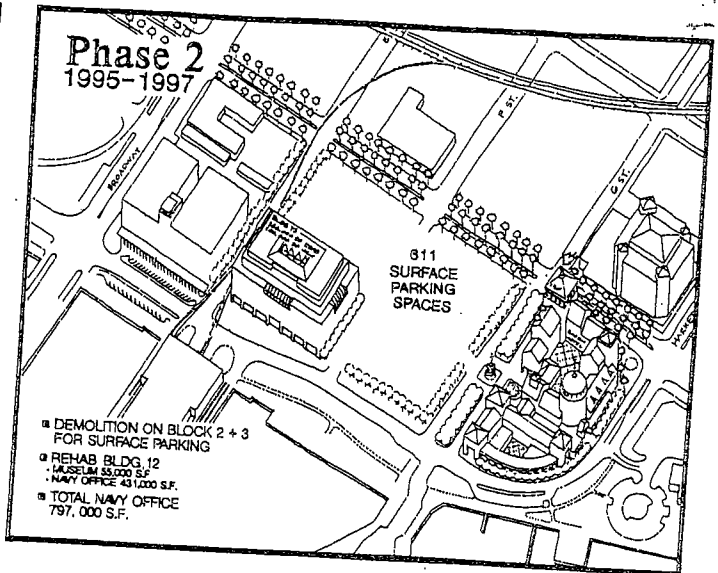 Phase 2
1995-1997
BROADWAY
F ST.
G ST.
611
SURFACE
PARKING
SPACES
DEMOLITION ON BLOCK 2 + 3
FOR SURFACE PARKING
REHAB BLDG. 12
• MUSEUM 55,000 S.F.
• NAVY OFFICE 431,000 S.F.
TOTAL NAVY OFFICE
797,000 S.F.